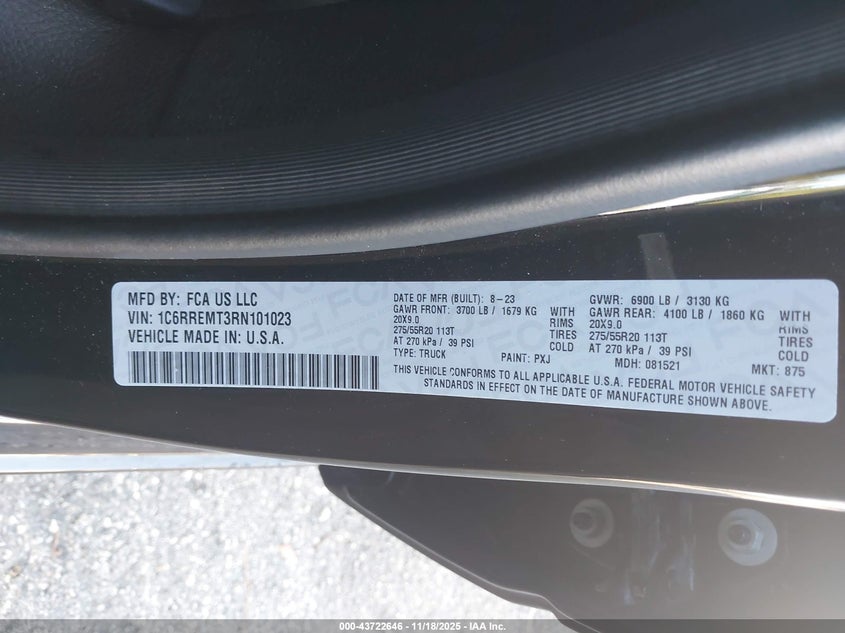 MFD BY: FCA US LLC
VIN: 1C6RREMT3RN101023
VEHICLE MADE IN: U.S.A.
DATE OF MFR (BUILT): 8-23 GVWR: 6900 LB / 3130 KG
GAWR FRONT: 3700 LB / 1679 KG WITH GAWR REAR: 4100 LB / 1860 KG WITH
20X9.0 RIMS 20X9.0 RIMS
275/55R20 113T TIRES 275/55R20 113T TIRES
AT 270 kPa / 39 PSI COLD AT 270 kPa / 39 PSI COLD
TYPE: TRUCK PAINT: PXJ MDH: 081521 MKT: 875
THIS VEHICLE CONFORMS TO ALL APPLICABLE U.S.A. FEDERAL MOTOR VEHICLE SAFETY
STANDARDS IN EFFECT ON THE DATE OF MANUFACTURE SHOWN ABOVE.
000-43722646 - 11/18/2025 - IAA Inc.